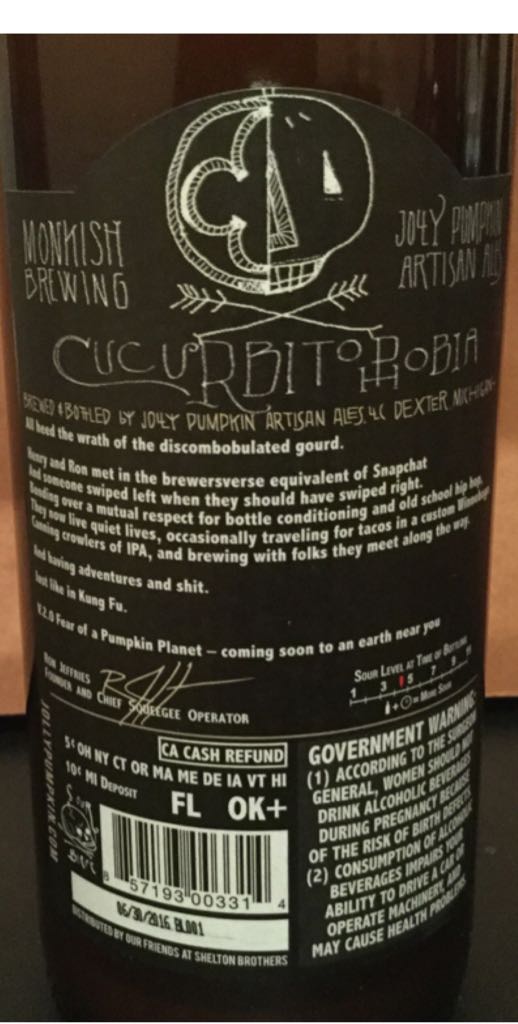 MONKISH
BREWING
JOLLY PUMPKIN
ARTISAN ALES
CUCURBITOPHOBIA
BREWED & BOTTLED BY JOLLY PUMPKIN ARTISAN ALES, LLC DEXTER MICHIGAN
All heed the wrath of the discombobulated gourd.
Henry and Ron met in the brewersverse equivalent of Snapchat
And someone swiped left when they should have swiped right.
Bonding over a mutual respect for bottle conditioning and old school hip hop,
They now live quiet lives, occasionally traveling for tacos in a custom Winnebago
Canning crowlers of IPA, and brewing with folks they meet along the way.
And having adventures and shit.
Just like in Kung Fu.
V.2.0 Fear of a Pumpkin Planet – coming soon to an earth near you
RON JEFFRIES
FOUNDER AND CHIEF SQUEEGEE OPERATOR
SOUR LEVEL AT TIME OF BOTTLING
1 3 5 7 9
+ = MORE SOUR
JOLLYPUMPKIN.COM
CA CASH REFUND
5¢ OH NY CT OR MA ME DE IA VT HI
10¢ MI DEPOSIT
FL OK+
8 57193 00331 4
06/30/2016 BL001
DISTRIBUTED BY OUR FRIENDS AT SHELTON BROTHERS
GOVERNMENT WARNING:
(1) ACCORDING TO THE SURGEON
GENERAL, WOMEN SHOULD NOT
DRINK ALCOHOLIC BEVERAGES
DURING PREGNANCY BECAUSE
OF THE RISK OF BIRTH DEFECTS.
(2) CONSUMPTION OF ALCOHOLIC
BEVERAGES IMPAIRS YOUR
ABILITY TO DRIVE A CAR OR
OPERATE MACHINERY, AND
MAY CAUSE HEALTH PROBLEMS.